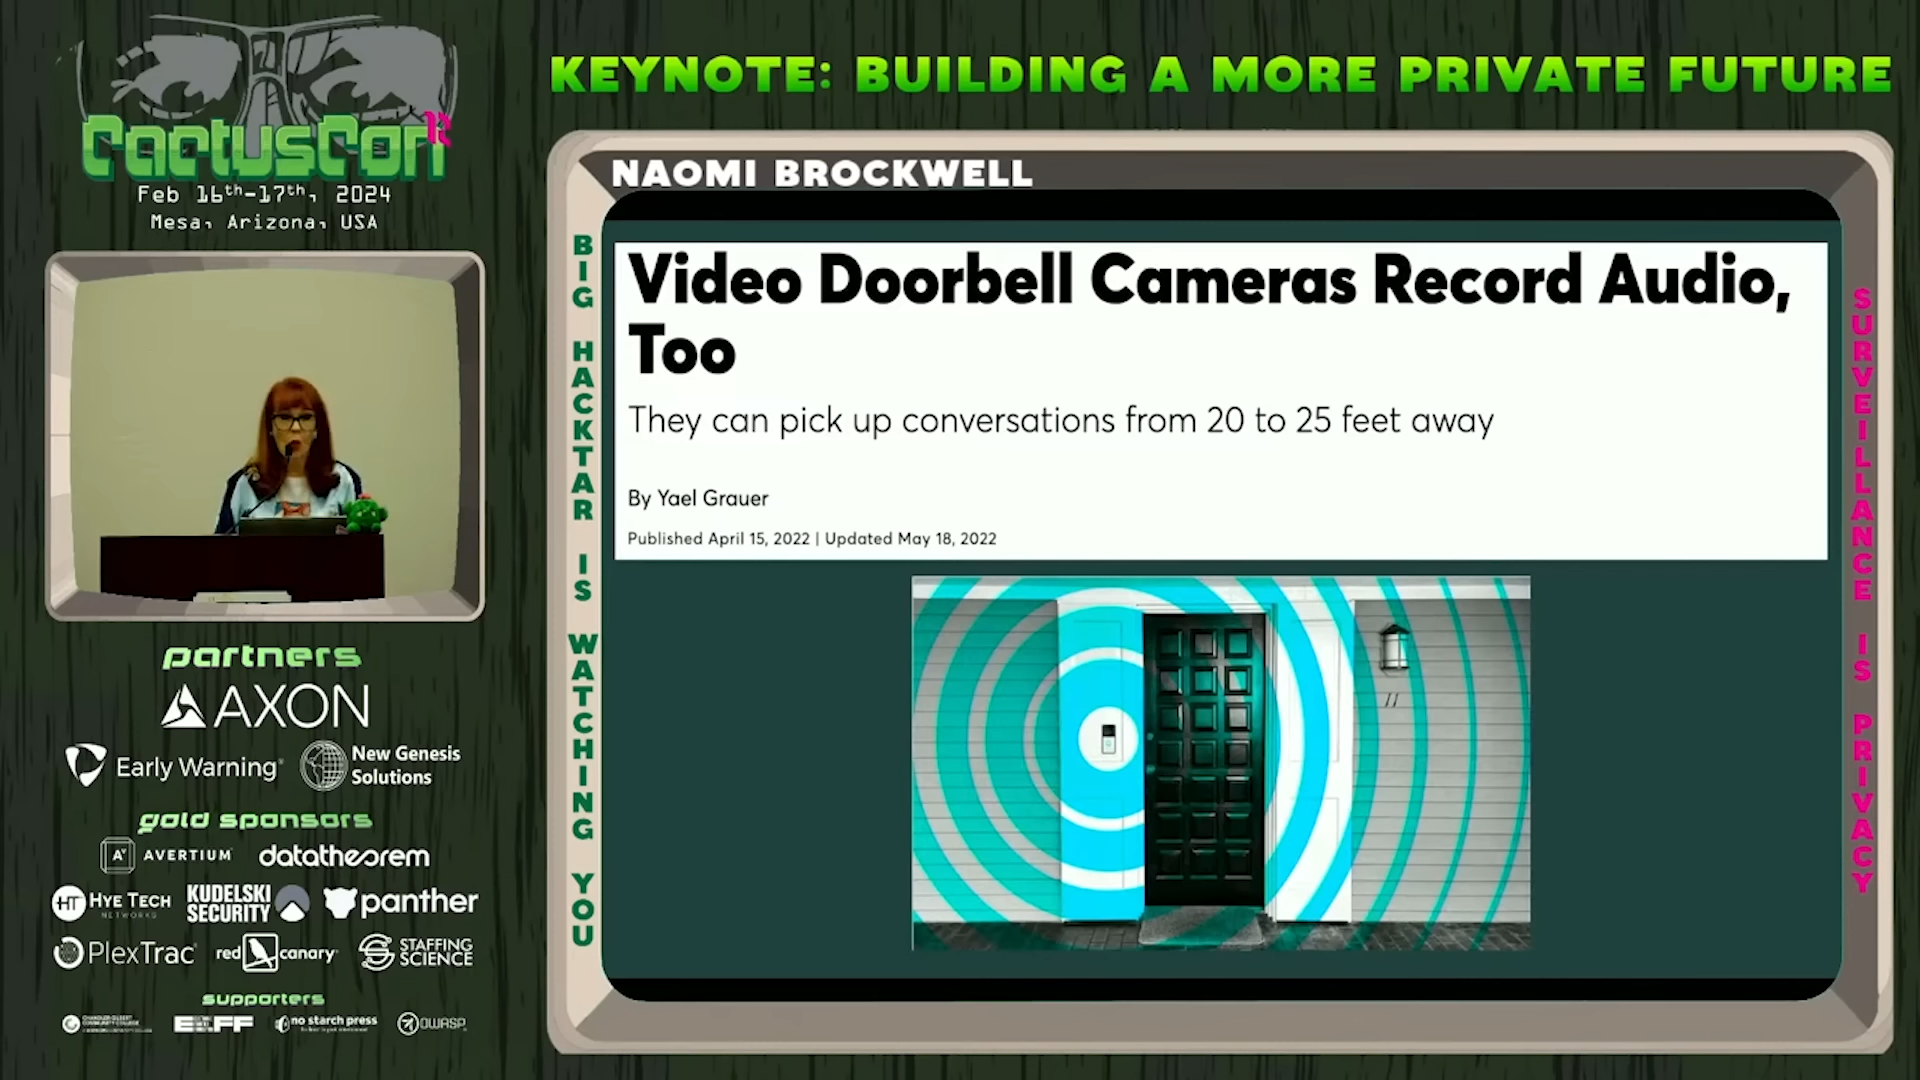 CactusCon
12
Feb 16th-17th, 2024
Mesa, Arizona, USA
KEYNOTE: BUILDING A MORE PRIVATE FUTURE
NAOMI BROCKWELL
BIG HACKTAR IS WATCHING YOU
Video Doorbell Cameras Record Audio,
Too
They can pick up conversations from 20 to 25 feet away
By Yael Grauer
Published April 15, 2022 | Updated May 18, 2022
SURVEILLANCE IS PRIVACY
partners
AXON
Early Warning
New Genesis
Solutions
gold sponsors
AVERTIUM
datatheorem
HT HYE TECH
NETWORKS
KUDELSKI
SECURITY
panther
PlexTrac
red canary
STAFFING
SCIENCE
supporters
EFF
no starch press
OWASP